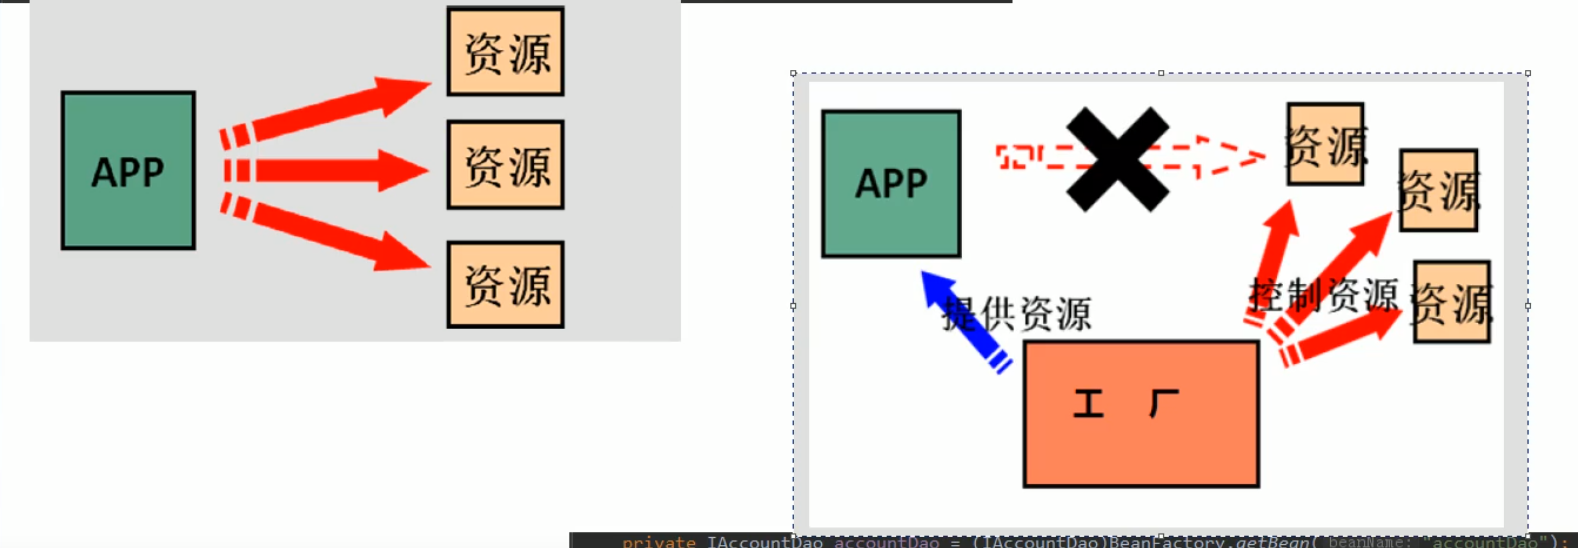 资源
APP
资源
资源
APP
资源
资源
资源
控制资源
提供资源
工 厂
private IAccountDao accountDao = (IAccountDao)BeanFactory.getBean( beanName: "accountDao");